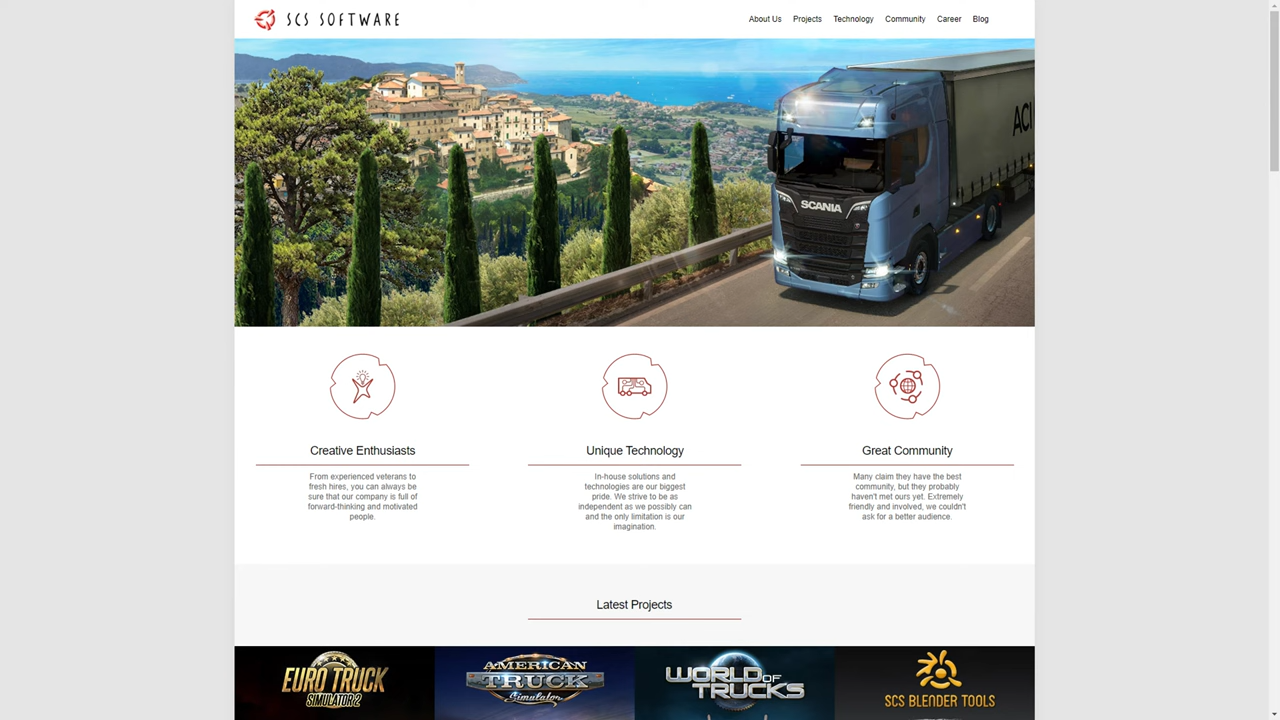 SCS SOFTWARE
About Us Projects Technology Community Career Blog
SCANIA
Creative Enthusiasts
From experienced veterans to
fresh hires, you can always be
sure that our company is full of
forward-thinking and motivated
people.
Unique Technology
In-house solutions and
technologies are our biggest
pride. We strive to be as
independent as we possibly can
and the only limitation is our
imagination.
Great Community
Many claim they have the best
community, but they probably
haven't met ours yet. Extremely
friendly and involved, we couldn't
ask for a better audience.
Latest Projects
EURO TRUCK
SIMULATOR 2
AMERICAN
TRUCK
Simulator
WORLD OF
TRUCKS
SCS BLENDER TOOLS